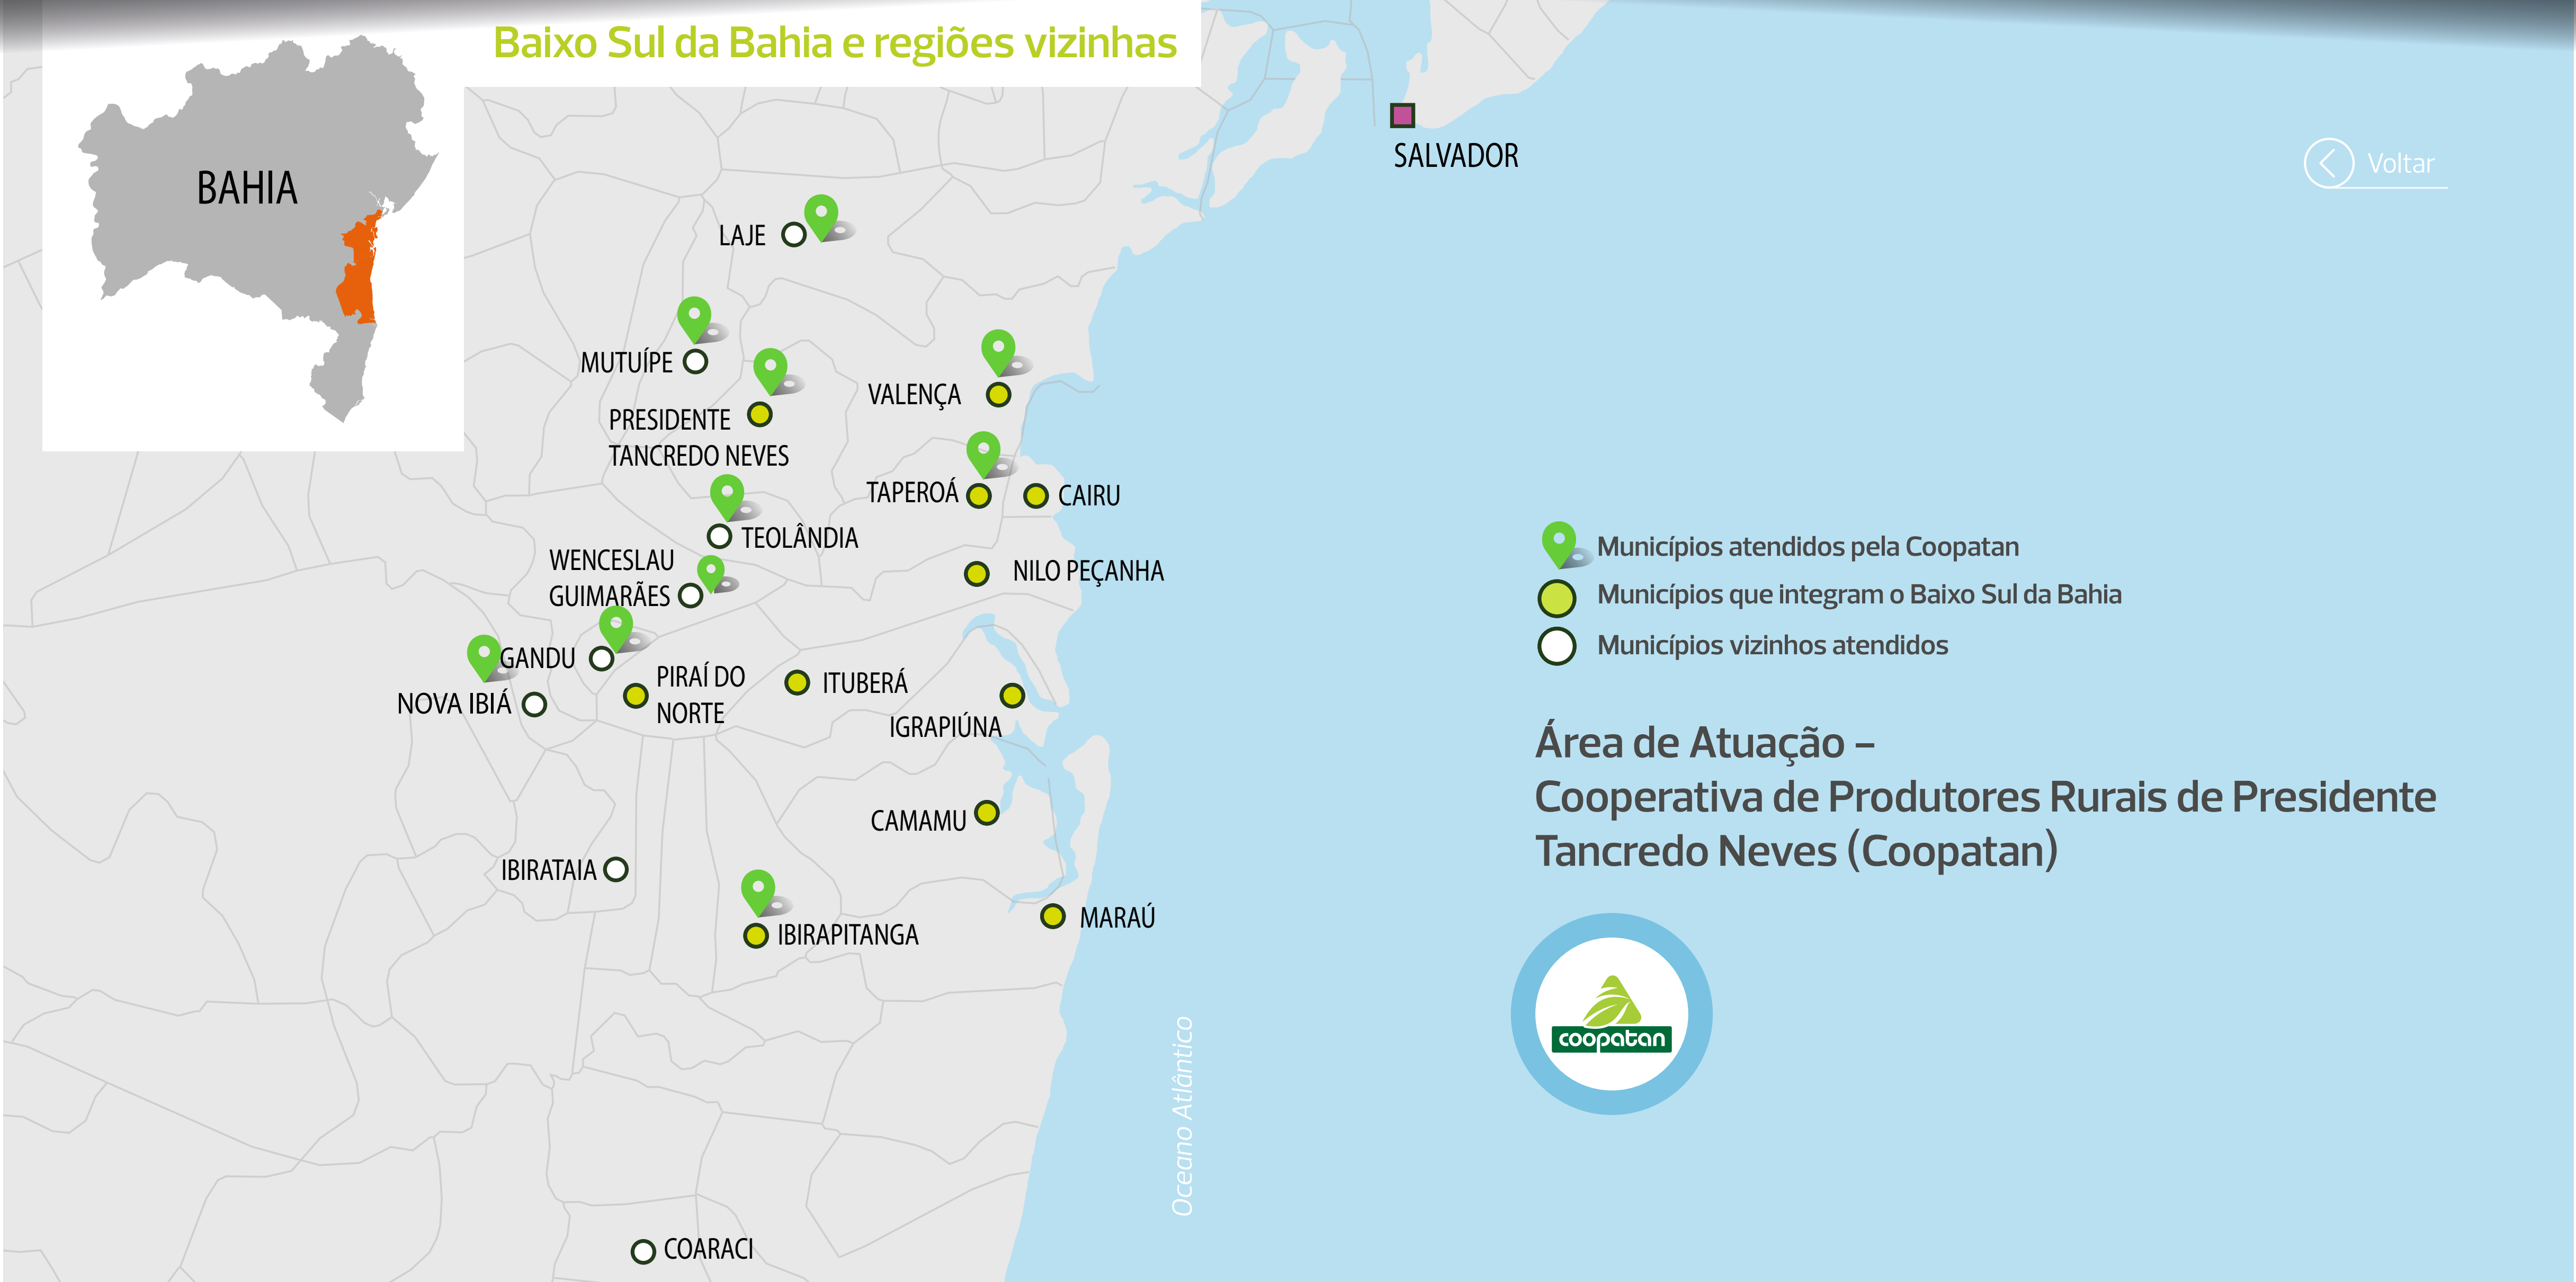 Baixo Sul da Bahia e regiões vizinhas
BAHIA
SALVADOR
Voltar
LAJE
MUTUÍPE
PRESIDENTE
TANCREDO NEVES
VALENÇA
TAPEROÁ
CAIRU
TEOLÂNDIA
WENCESLAU
GUIMARÃES
NILO PEÇANHA
GANDU
NOVA IBIÁ
PIRAÍ DO
NORTE
ITUBERÁ
IGRAPIÚNA
CAMAMU
IBIRATAIA
IBIRAPITANGA
MARAÚ
COARACI
Oceano Atlântico
Municípios atendidos pela Coopatan
Municípios que integram o Baixo Sul da Bahia
Municípios vizinhos atendidos
Área de Atuação –
Cooperativa de Produtores Rurais de Presidente
Tancredo Neves (Coopatan)
coopatan